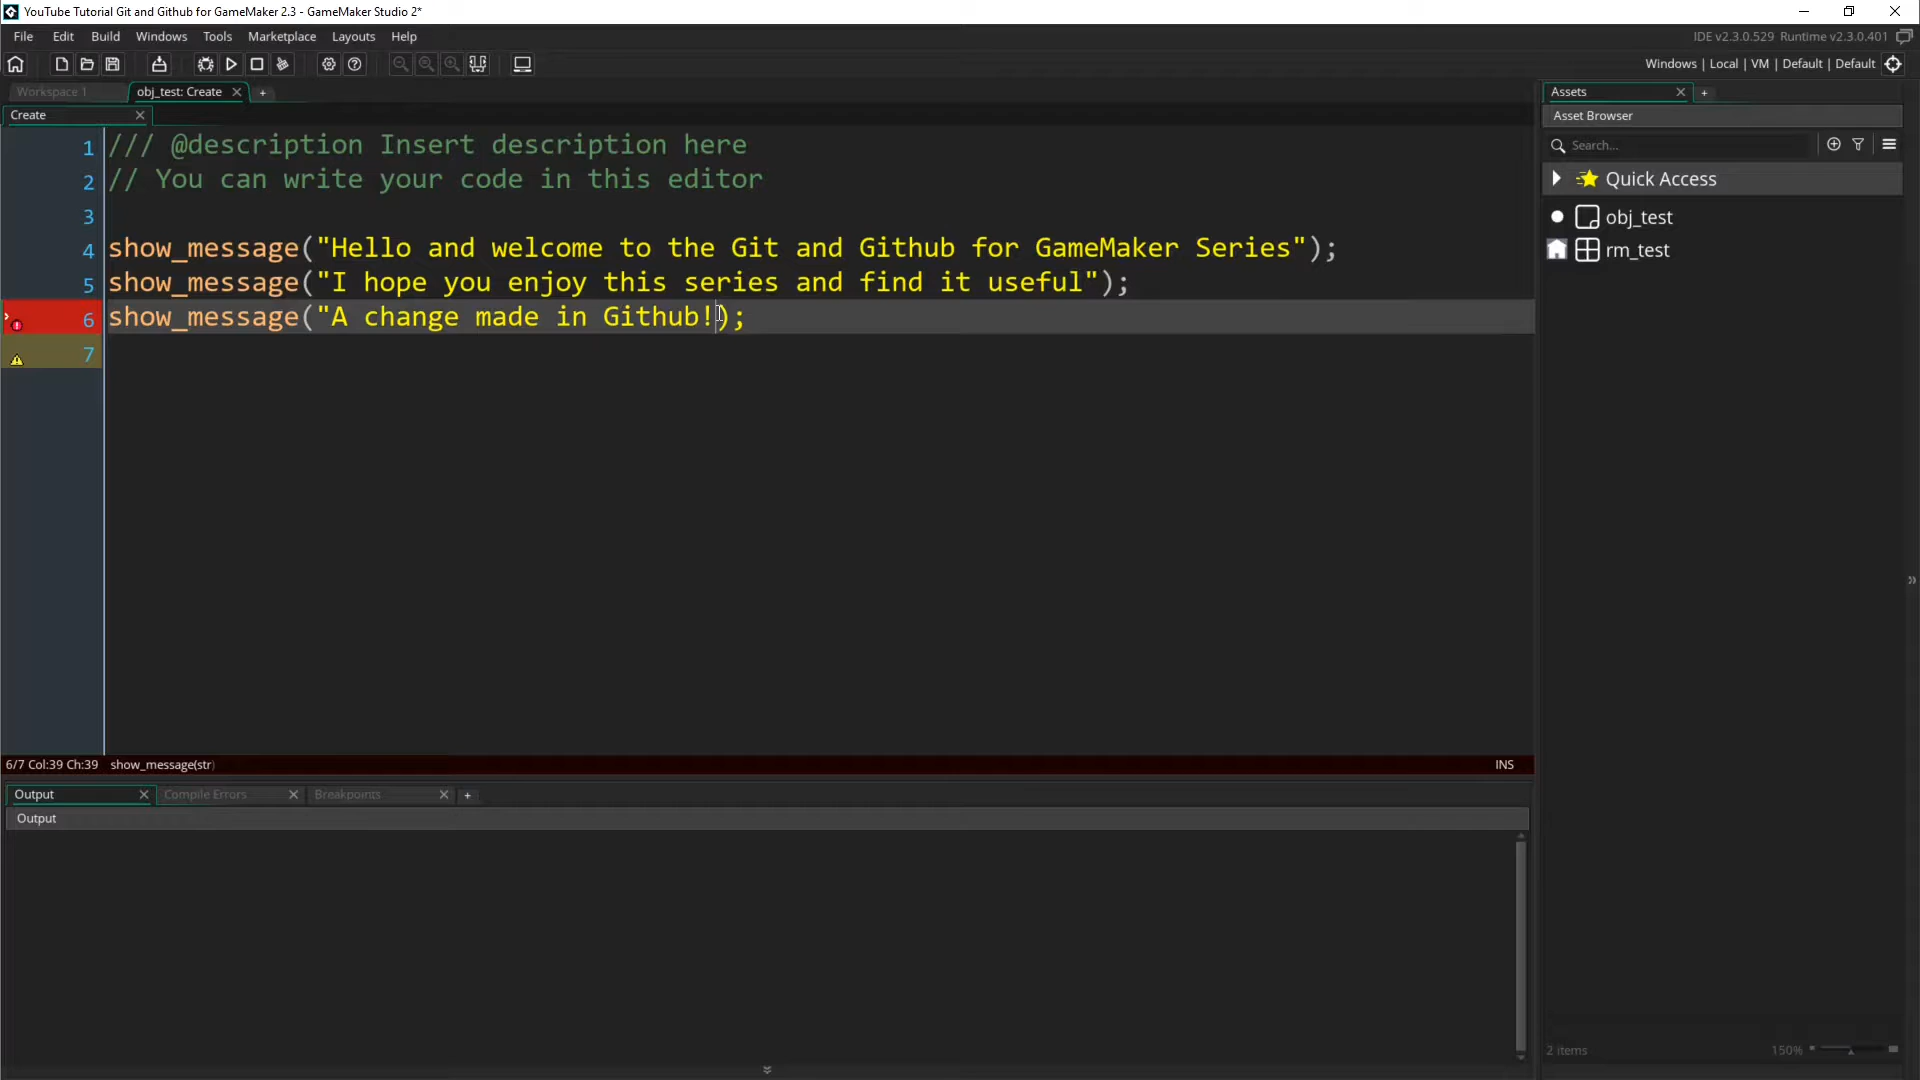 YouTube Tutorial Git and Github for GameMaker 2.3 - GameMaker Studio 2*
File Edit Build Windows Tools Marketplace Layouts Help
IDE v2.3.0.529 Runtime v2.3.0.401
Windows | Local | VM | Default | Default
Workspace 1 obj_test: Create
Assets
Create
Asset Browser
Search...
Quick Access
obj_test
rm_test
1 /// @description Insert description here
2 // You can write your code in this editor
3
4 show_message("Hello and welcome to the Git and Github for GameMaker Series");
5 show_message("I hope you enjoy this series and find it useful");
6 show_message("A change made in Github!);
7
6/7 Col:39 Ch:39 show_message(str) INS
Output Compile Errors Breakpoints
Output
2 items 150%